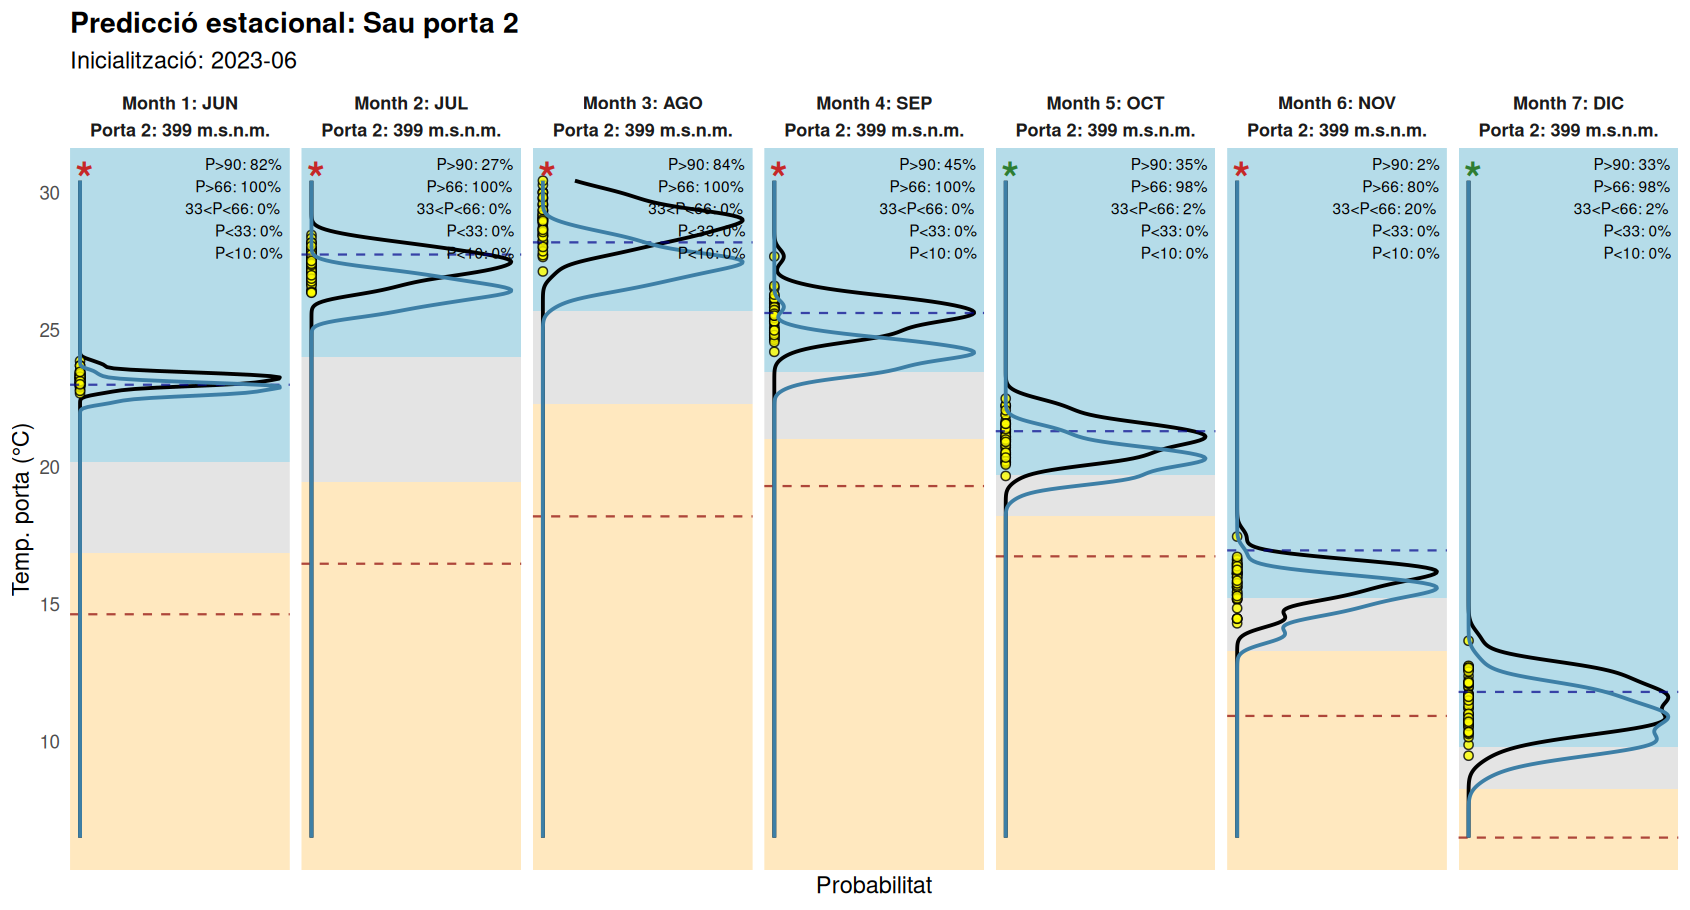 Predicció estacional: Sau porta 2
Inicialització: 2023-06
Month 1: JUN
Porta 2: 399 m.s.n.m.
Month 2: JUL
Porta 2: 399 m.s.n.m.
Month 3: AGO
Porta 2: 399 m.s.n.m.
Month 4: SEP
Porta 2: 399 m.s.n.m.
Month 5: OCT
Porta 2: 399 m.s.n.m.
Month 6: NOV
Porta 2: 399 m.s.n.m.
Month 7: DIC
Porta 2: 399 m.s.n.m.
*
P>90: 82%
P>66: 100%
33<P<66: 0%
P<33: 0%
P<10: 0%
*
P>90: 27%
P>66: 100%
33<P<66: 0%
P<33: 0%
P<10: 0%
*
P>90: 84%
P>66: 100%
33<P<66: 0%
P<33: 0%
P<10: 0%
*
P>90: 45%
P>66: 100%
33<P<66: 0%
P<33: 0%
P<10: 0%
*
P>90: 35%
P>66: 98%
33<P<66: 2%
P<33: 0%
P<10: 0%
*
P>90: 2%
P>66: 80%
33<P<66: 20%
P<33: 0%
P<10: 0%
*
P>90: 33%
P>66: 98%
33<P<66: 2%
P<33: 0%
P<10: 0%
30
25
20
15
10
Temp. porta (°C)
Probabilitat